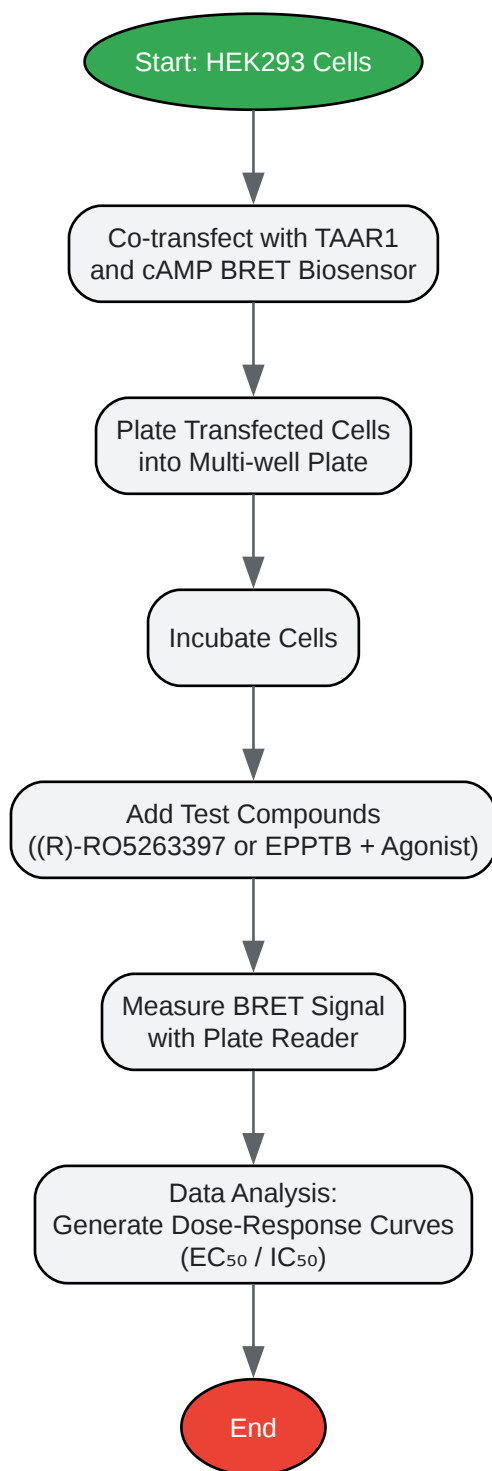 Start: HEK293 Cells
Co-transfect with TAAR1
and cAMP BRET Biosensor
Plate Transfected Cells
into Multi-well Plate
Incubate Cells
Add Test Compounds
((R)-RO5263397 or EPPTB + Agonist)
Measure BRET Signal
with Plate Reader
Data Analysis:
Generate Dose-Response Curves
(EC₅₀ / IC₅₀)
End